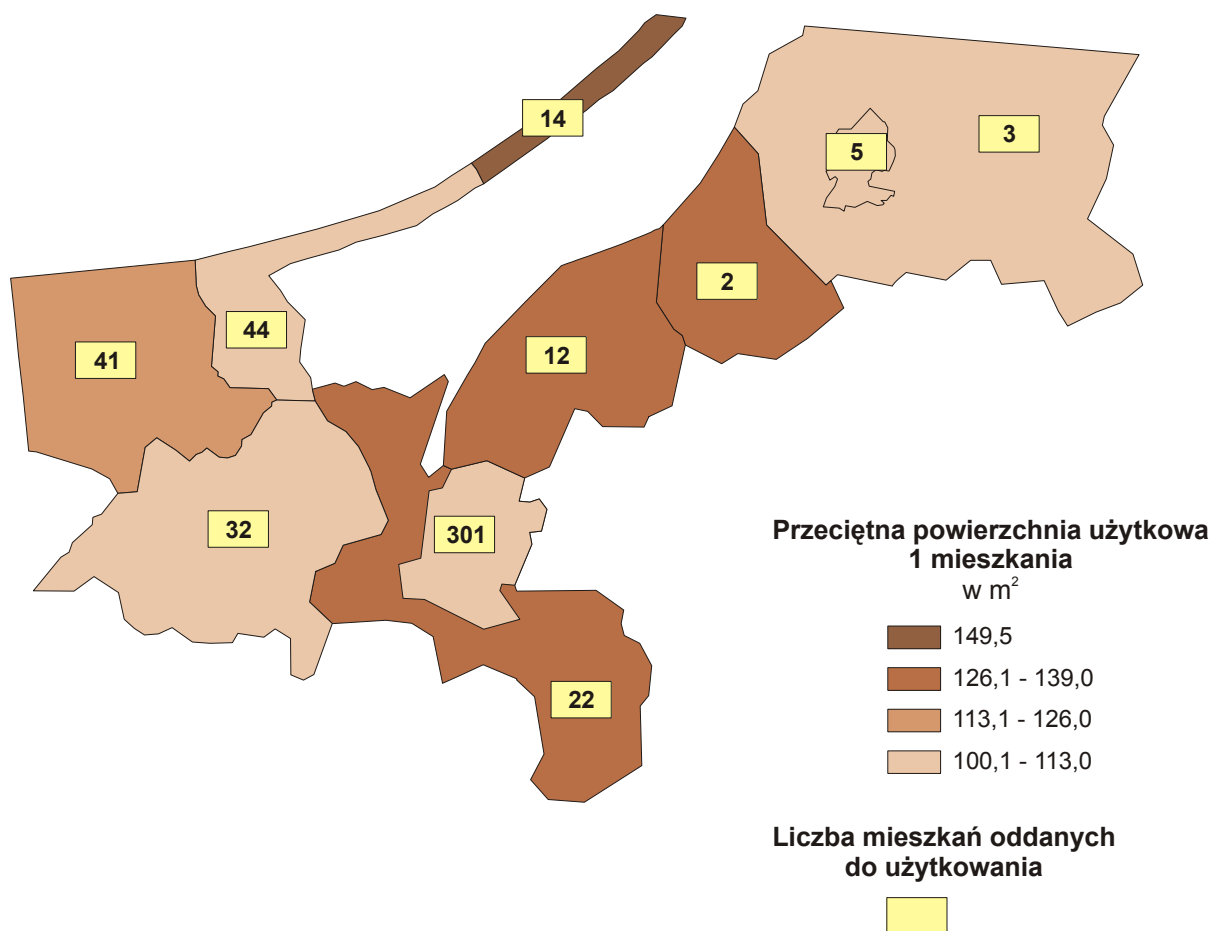 14
3
5
2
44
12
41
32
301
22
Przeciętna powierzchnia użytkowa
1 mieszkania
w m²
149,5
126,1 - 139,0
113,1 - 126,0
100,1 - 113,0
Liczba mieszkań oddanych
do użytkowania